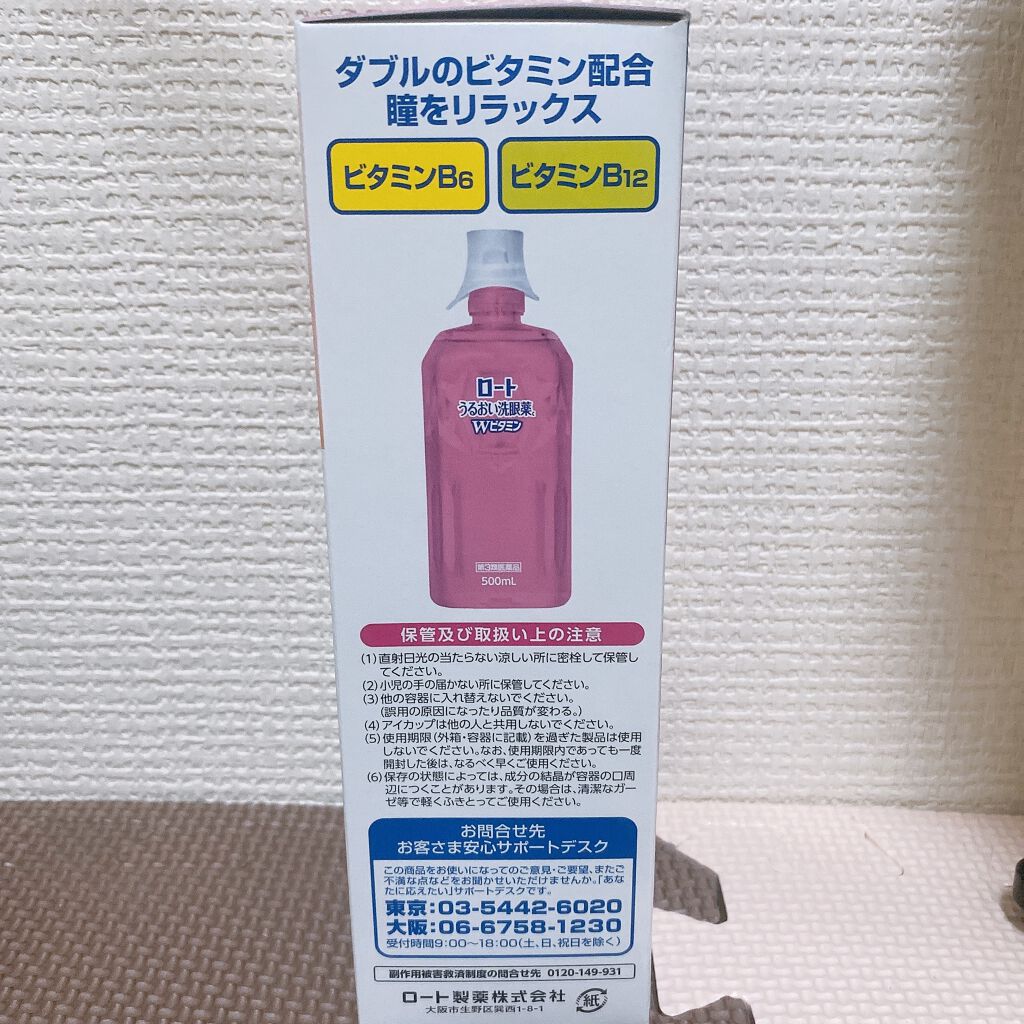 ダブルのビタミン配合
瞳をリラックス
ビタミンB6 ビタミンB12
ロート
うるおい洗眼薬
Wビタミン
第3類医薬品
500mL
保管及び取扱い上の注意
(1)直射日光の当たらない涼しい所に密栓して保管し
てください。
(2)小児の手の届かない所に保管してください。
(3)他の容器に入れ替えないでください。
(誤用の原因になったり品質が変わる。)
(4)アイカップは他の人と共用しないでください。
(5)使用期限(外箱・容器に記載)を過ぎた製品は使用
しないでください。なお、使用期限内であっても一度
開封した後は、なるべく早くご使用ください。
(6)保存の状態によっては、成分の結晶が容器の口周
辺につくことがあります。その場合は、清潔なガー
ゼ等で軽くふきとってご使用ください。
お問合せ先
お客さま安心サポートデスク
この商品をお使いになってのご意見・ご要望、またご
不満な点などをお聞かせいただけませんか。「あな
たに応えたい」サポートデスクです。
東京:03-5442-6020
大阪:06-6758-1230
受付時間9:00〜18:00(土、日、祝日を除く)
副作用被害救済制度の問合せ先 0120-149-931
ロート製薬株式会社 紙
大阪市生野区巽西1-8-1